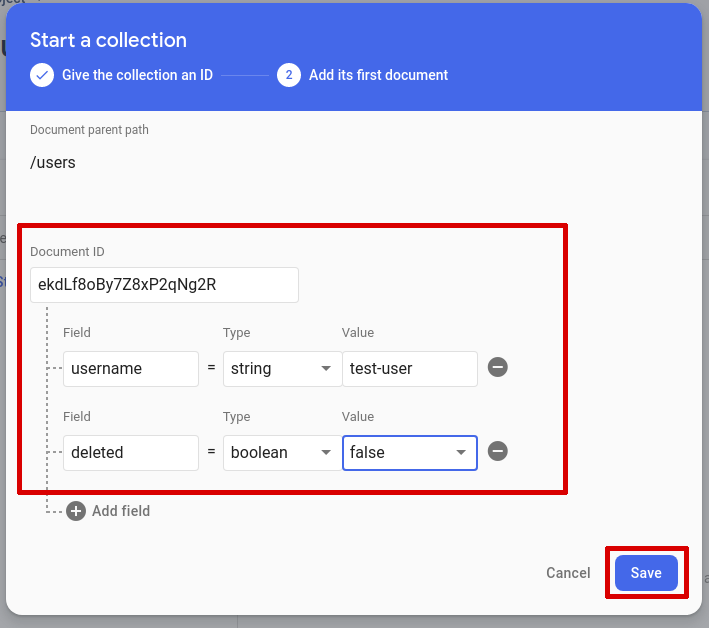 Start a collection
Give the collection an ID
2 Add its first document
Document parent path
/users
Document ID
ekdLf8oBy7Z8xP2qNg2R
Field Type Value
username = string test-user
Field Type Value
deleted = boolean false
Add field
Cancel Save